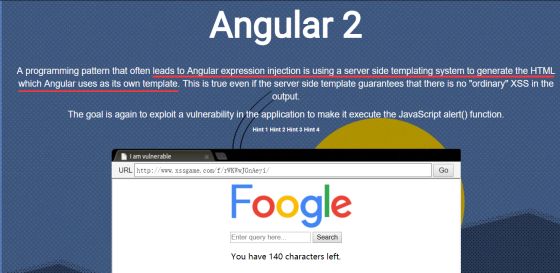 Angular 2
A programming pattern that often leads to Angular expression injection is using a server side templating system to generate the HTML
which Angular uses as its own template. This is true even if the server side template guarantees that there is no "ordinary" XSS in the
output.
The goal is again to exploit a vulnerability in the application to make it execute the JavaScript alert() function.
Hint 1 Hint 2 Hint 3 Hint 4
I am vulnerable
URL http://www.xssgame.com/f/rWKWwJGnAeyi/ Go
Foogle
Enter query here... Search
You have 140 characters left.